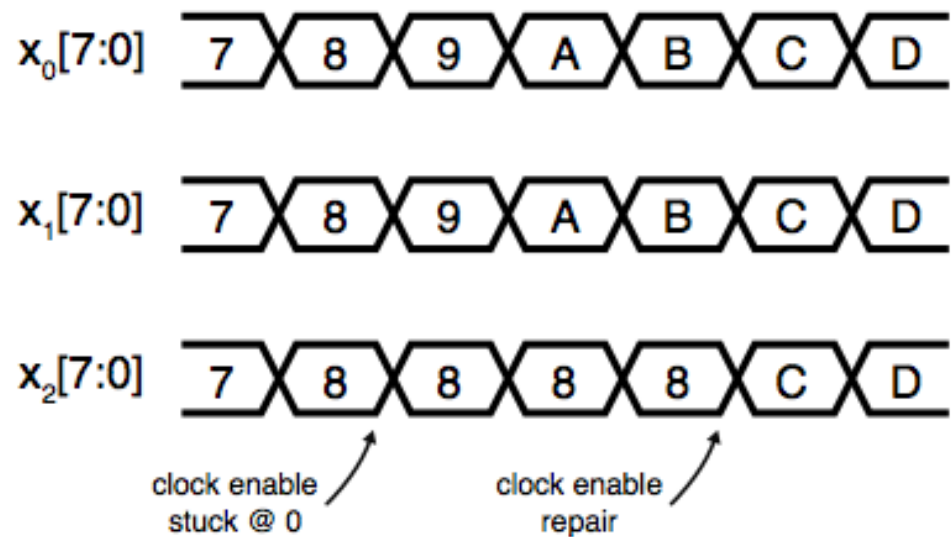 x₀[7:0] 7 8 9 A B C D
x₁[7:0] 7 8 9 A B C D
x₂[7:0] 7 8 8 8 8 C D
clock enable
stuck @ 0
clock enable
repair